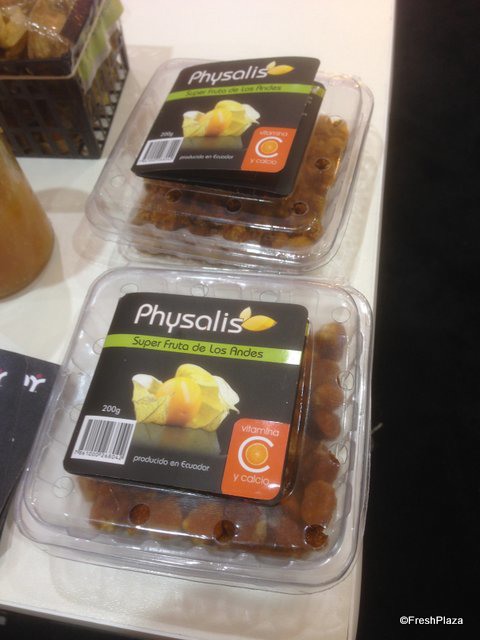 Physalis
Super Fruta de Los Andes
200g
vitamina
C
y calcio
producido en Ecuador
Physalis
Super Fruta de Los Andes
200g
vitamina
C
y calcio
producido en Ecuador
©FreshPlaza